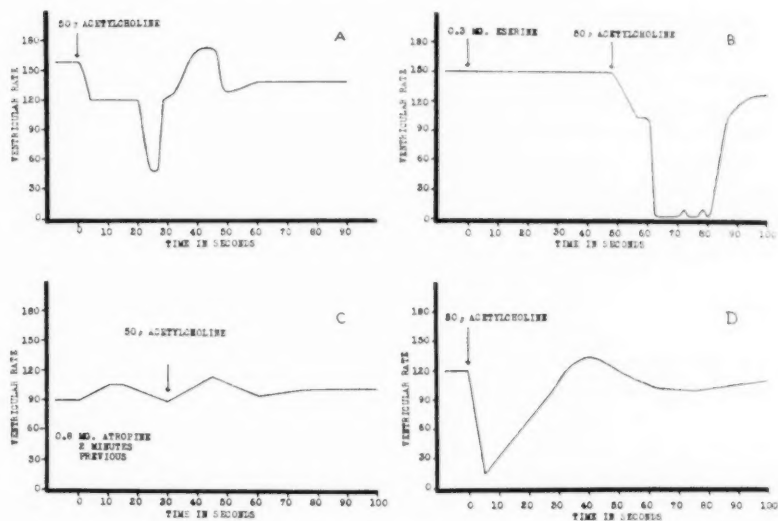 50 γ ACETYLCHOLINE
A
VENTRICULAR RATE
180
150
120
90
60
30
0
0 10 20 30 40 50 60 70 80 90
TIME IN SECONDS
0.3 MG. ESERINE
80 γ ACETYLCHOLINE
B
VENTRICULAR RATE
180
150
120
90
60
30
0
0 10 20 30 40 50 60 70 80 90 100
TIME IN SECONDS
50 γ ACETYLCHOLINE
C
VENTRICULAR RATE
180
150
120
90
60
30
0
0.8 MG. ATROPINE
2 MINUTES
PREVIOUS
0 10 20 30 40 50 60 70 80 90 100
TIME IN SECONDS
80 γ ACETYLCHOLINE
D
VENTRICULAR RATE
180
150
120
90
60
30
0
0 10 20 30 40 50 60 70 80 90 100
TIME IN SECONDS